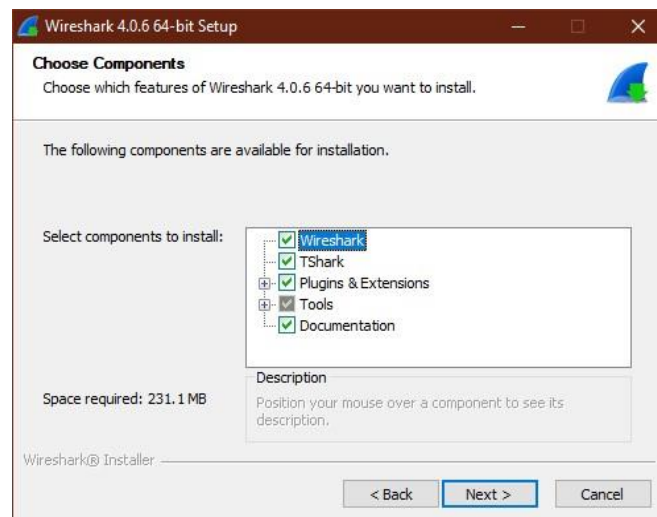 Wireshark 4.0.6 64-bit Setup
Choose Components
Choose which features of Wireshark 4.0.6 64-bit you want to install.
The following components are available for installation.
Select components to install:
Wireshark
TShark
Plugins & Extensions
Tools
Documentation
Space required: 231.1 MB
Description
Position your mouse over a component to see its
description.
Wireshark® Installer
< Back
Next >
Cancel